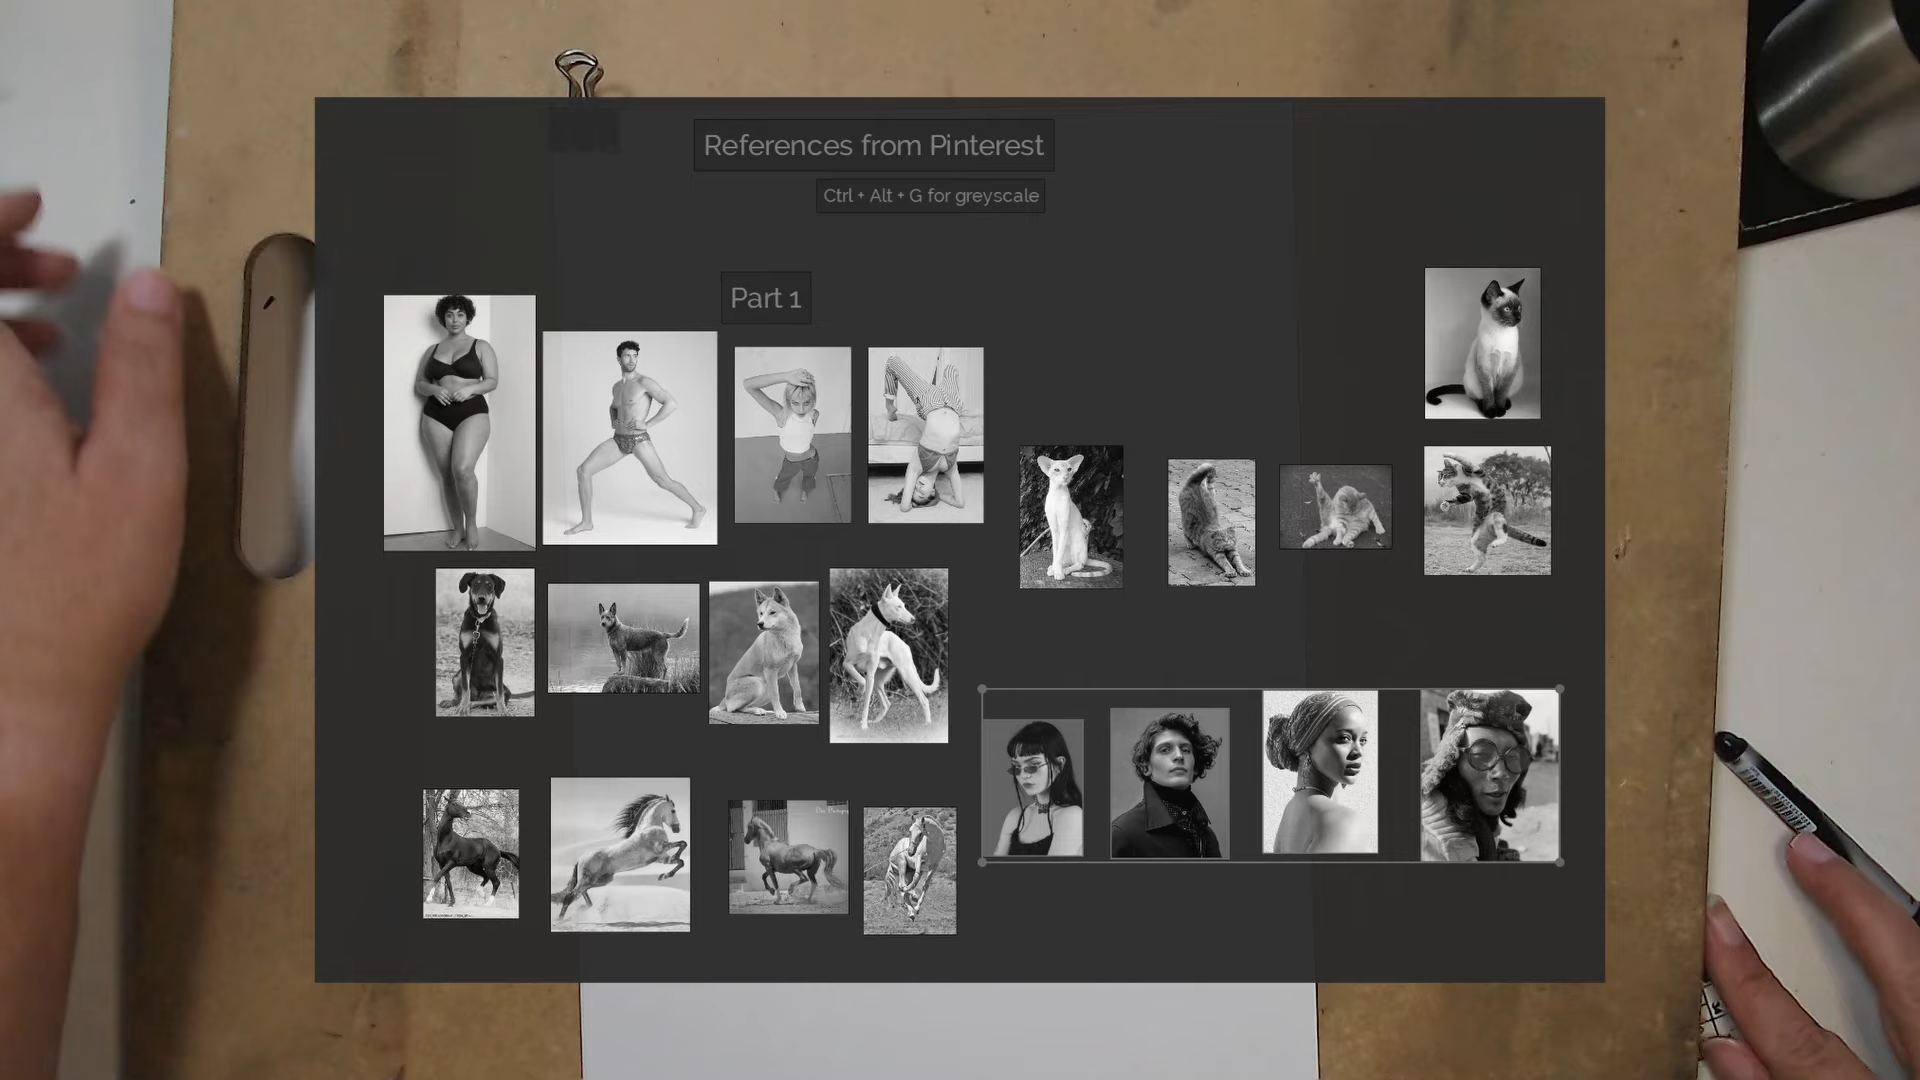 References from Pinterest
Ctrl + Alt + G for greyscale
Part 1